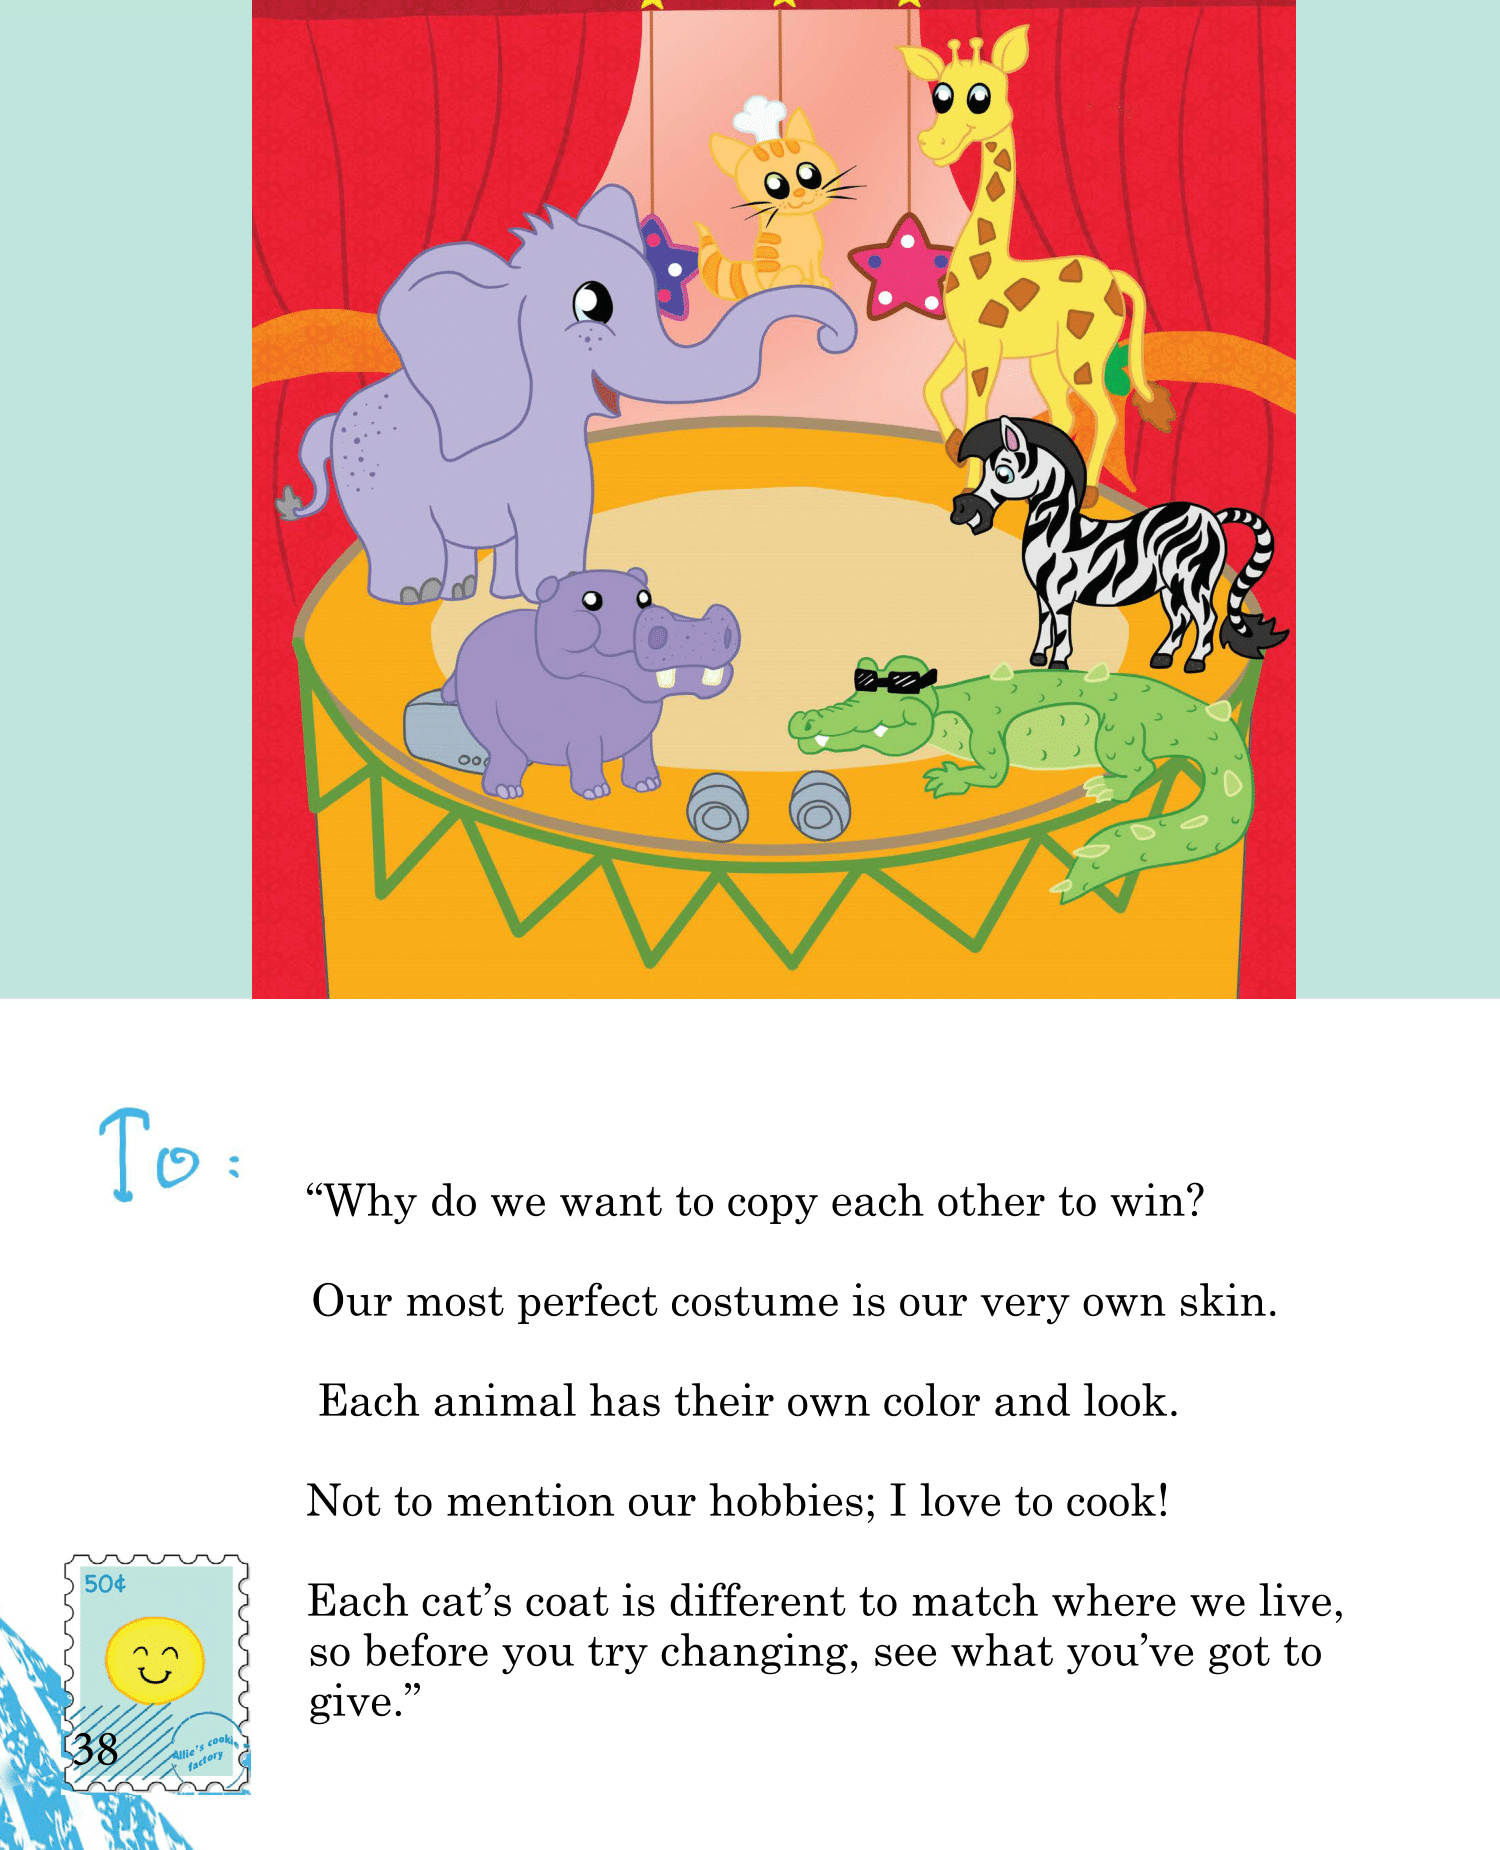 To:
“Why do we want to copy each other to win?
Our most perfect costume is our very own skin.
Each animal has their own color and look.
Not to mention our hobbies; I love to cook!
Each cat’s coat is different to match where we live,
so before you try changing, see what you’ve got to
give.”
50¢
38
Allie's cookie
factory